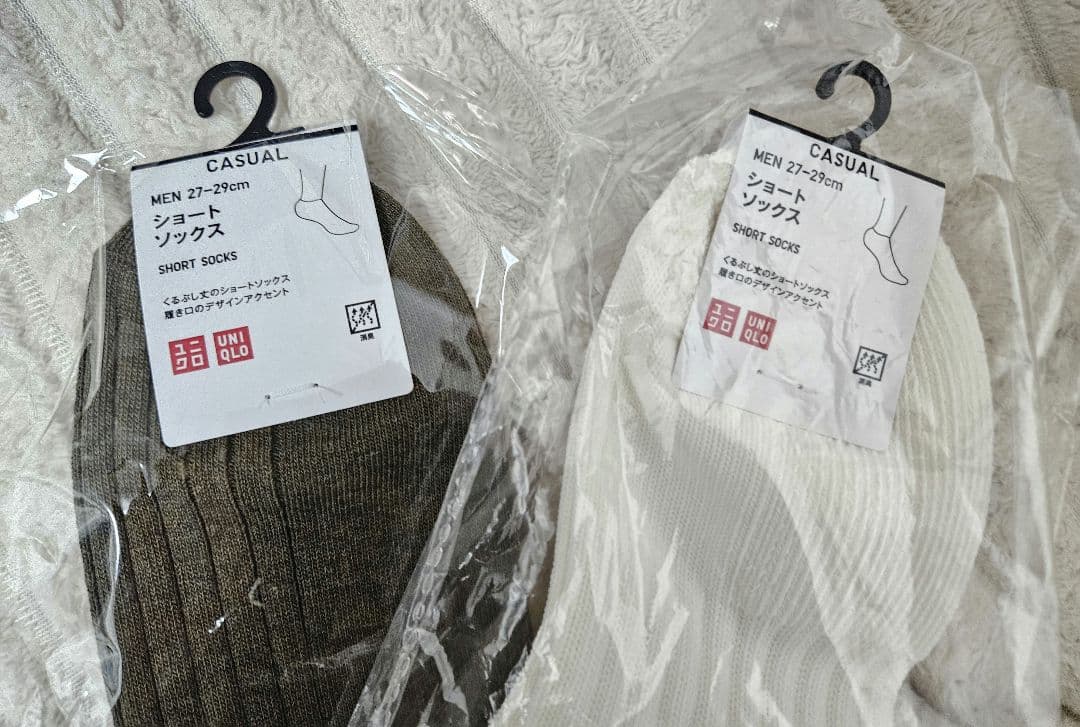 CASUAL
MEN 27-29cm
ショート
ソックス
SHORT SOCKS
くるぶし丈のショートソックス
履き口のデザインアクセント
ユニ
クロ
UNI
QLO
消臭
CASUAL
MEN 27-29cm
ショート
ソックス
SHORT SOCKS
くるぶし丈のショートソックス
履き口のデザインアクセント
ユニ
クロ
UNI
QLO
消臭